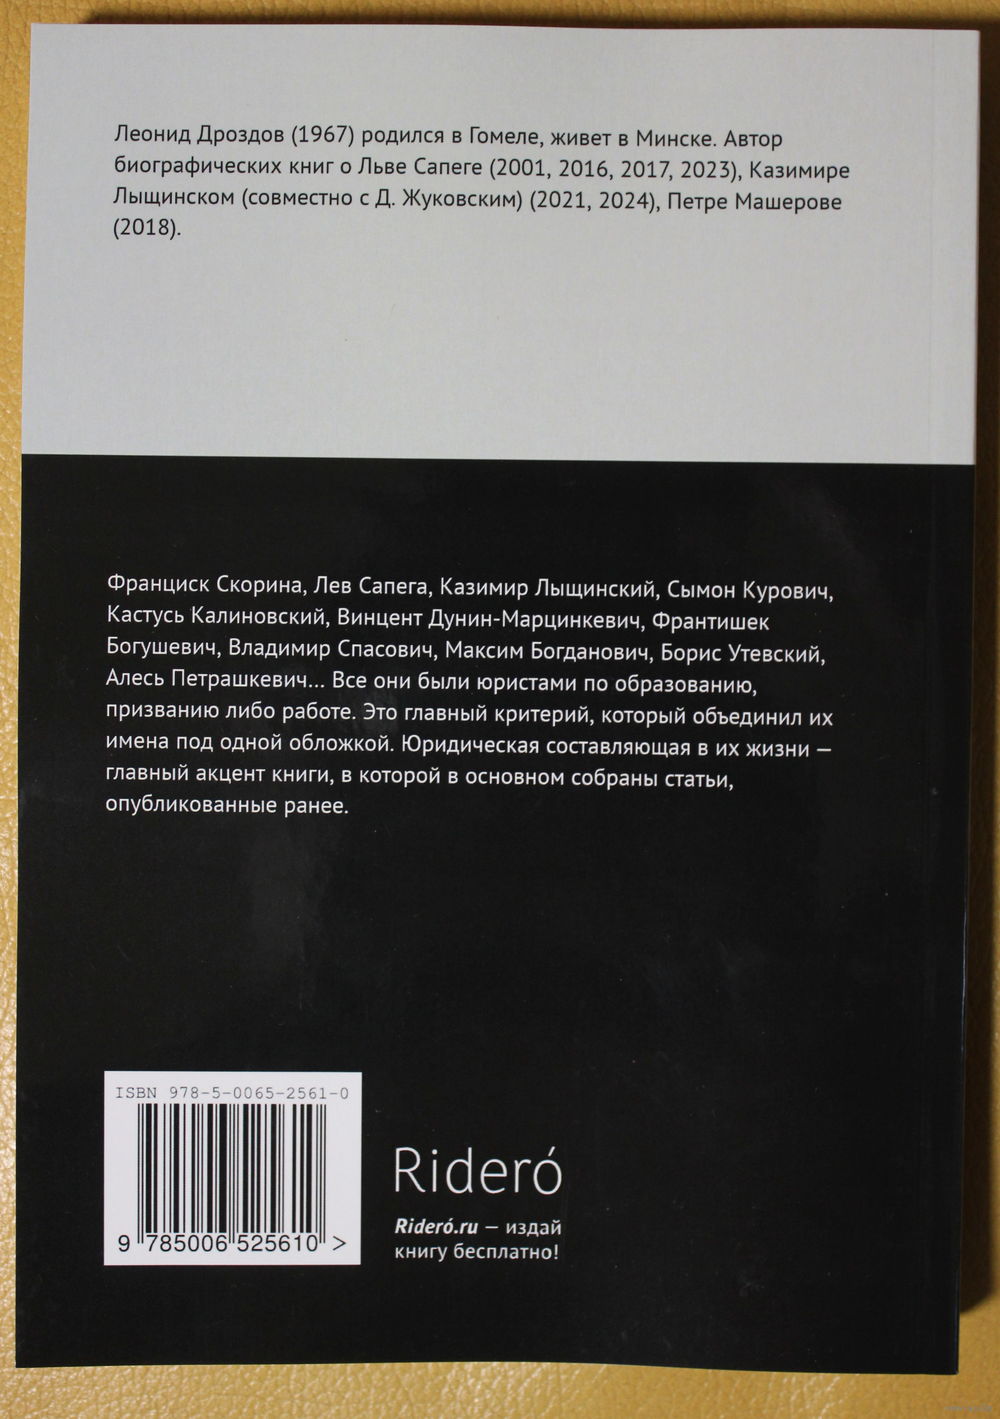 Леонид Дроздов (1967) родился в Гомеле, живет в Минске. Автор
биографических книг о Льве Сапеге (2001, 2016, 2017, 2023), Казимире
Лыщинском (совместно с Д. Жуковским) (2021, 2024), Петре Машерове
(2018).
Франциск Скорина, Лев Сапега, Казимир Лыщинский, Сымон Курович,
Кастусь Калиновский, Винцент Дунин-Марцинкевич, Франтишек
Богушевич, Владимир Спасович, Максим Богданович, Борис Утевский,
Алесь Петрашкевич... Все они были юристами по образованию,
призванию либо работе. Это главный критерий, который объединил их
имена под одной обложкой. Юридическая составляющая в их жизни —
главный акцент книги, в которой в основном собраны статьи,
опубликованные ранее.
ISBN 978-5-0065-2561-0
9 785006 525610 >
Rideró
Rideró.ru — издай
книгу бесплатно!